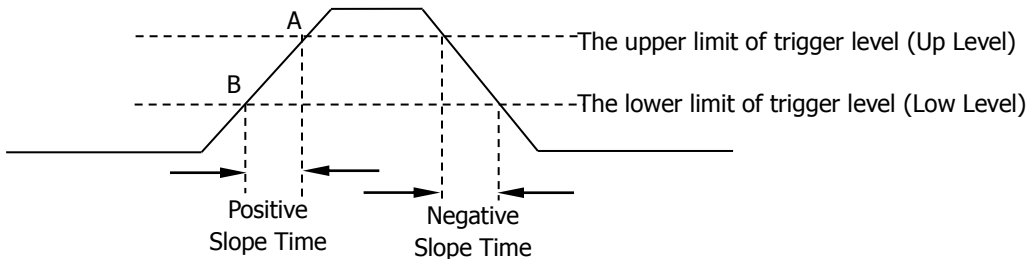 A
The upper limit of trigger level (Up Level)
B
The lower limit of trigger level (Low Level)
Positive
Slope Time
Negative
Slope Time